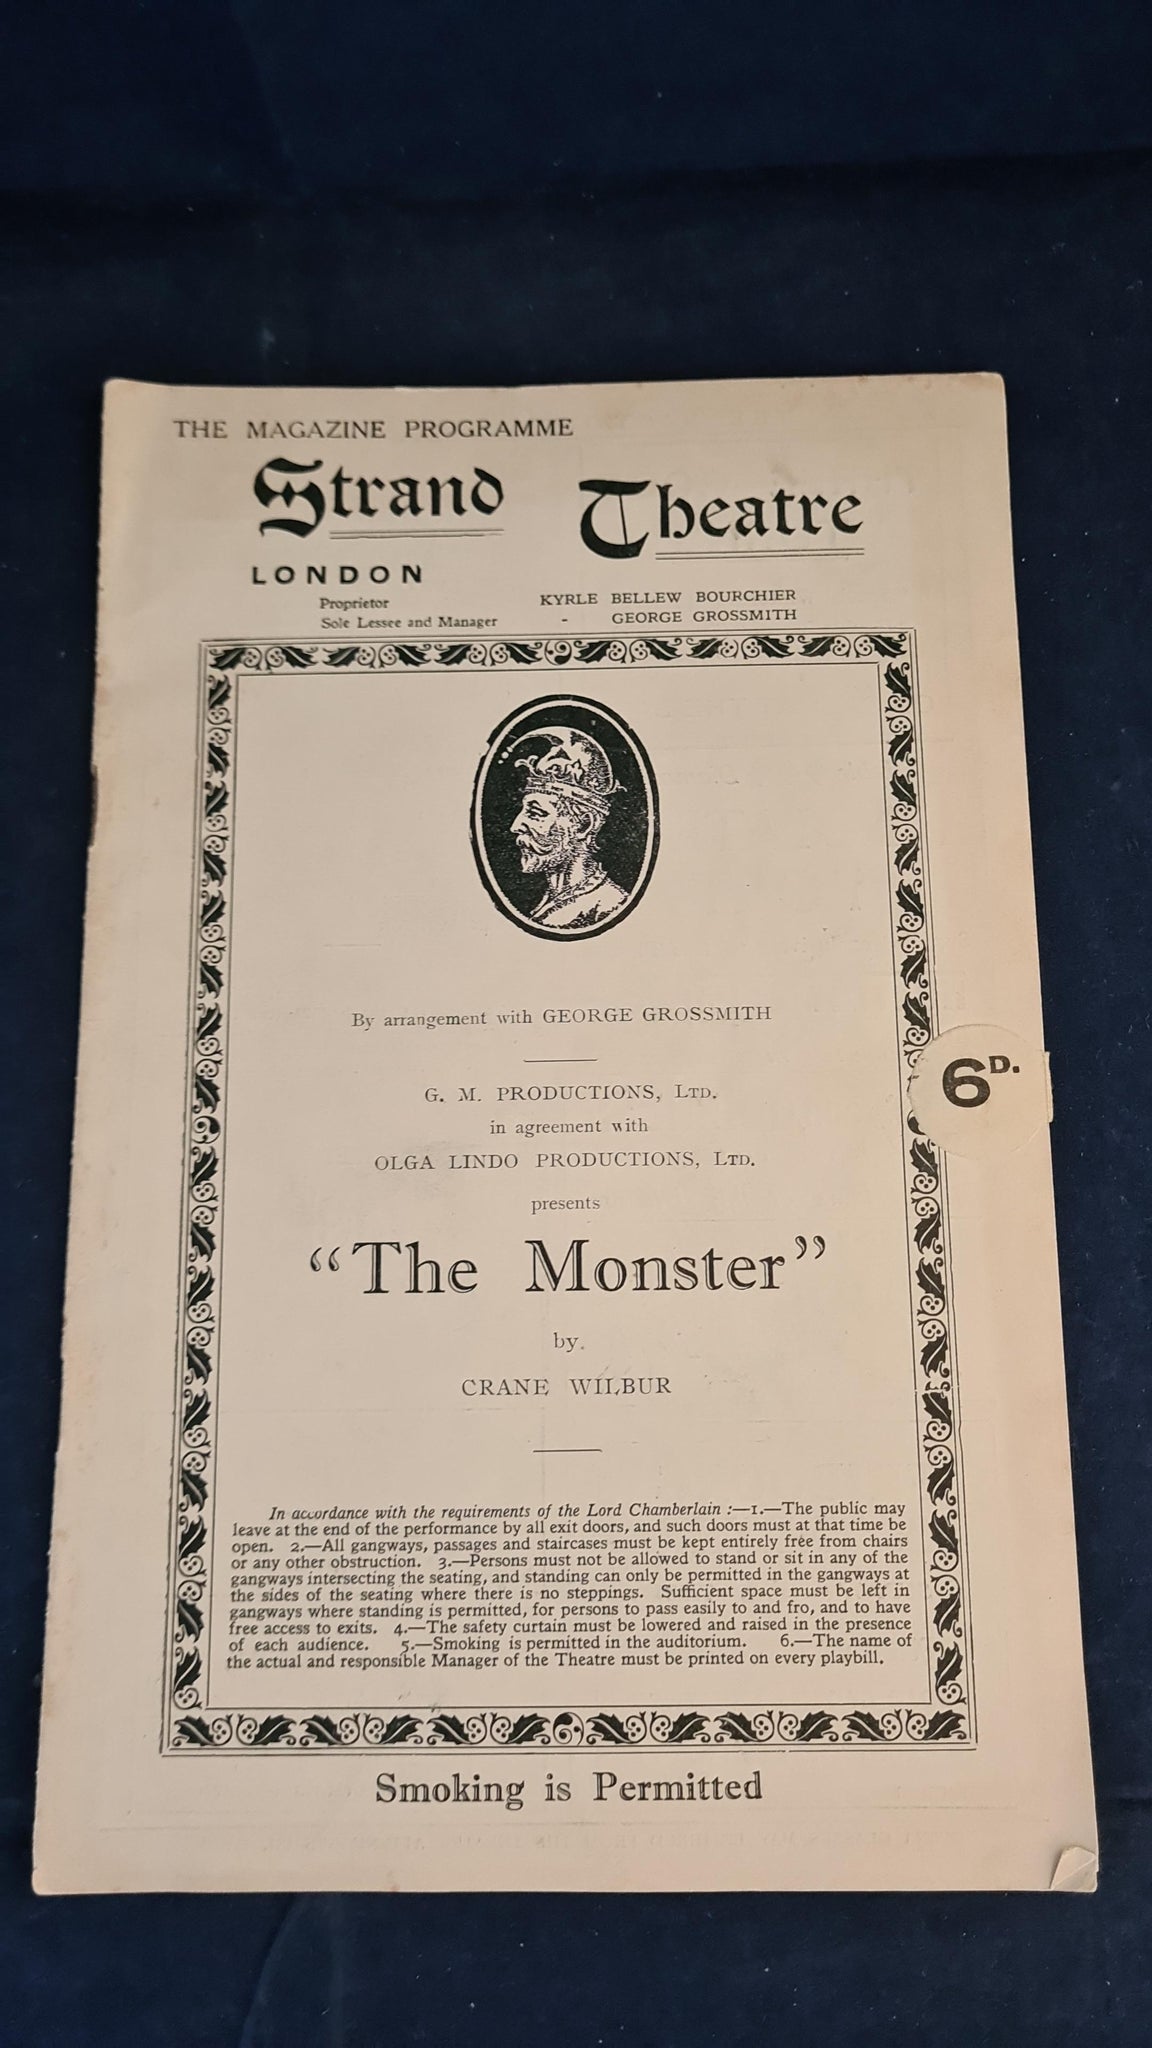 THE MAGAZINE PROGRAMME
Strand Theatre
LONDON
Proprietor KYRLE BELLEW BOURCHIER
Sole Lessee and Manager - GEORGE GROSSMITH
By arrangement with GEORGE GROSSMITH
6D.
G. M. PRODUCTIONS, LTD.
in agreement with
OLGA LINDO PRODUCTIONS, LTD.
presents
"The Monster"
by
CRANE WILBUR
In accordance with the requirements of the Lord Chamberlain :—1.—The public may
leave at the end of the performance by all exit doors, and such doors must at that time be
open. 2.—All gangways, passages and staircases must be kept entirely free from chairs
or any other obstruction. 3.—Persons must not be allowed to stand or sit in any of the
gangways intersecting the seating, and standing can only be permitted in the gangways at
the sides of the seating where there is no steppings. Sufficient space must be left in
gangways where standing is permitted, for persons to pass easily to and fro, and to have
free access to exits. 4.—The safety curtain must be lowered and raised in the presence
of each audience. 5.—Smoking is permitted in the auditorium. 6.—The name of
the actual and responsible Manager of the Theatre must be printed on every playbill.
Smoking is Permitted